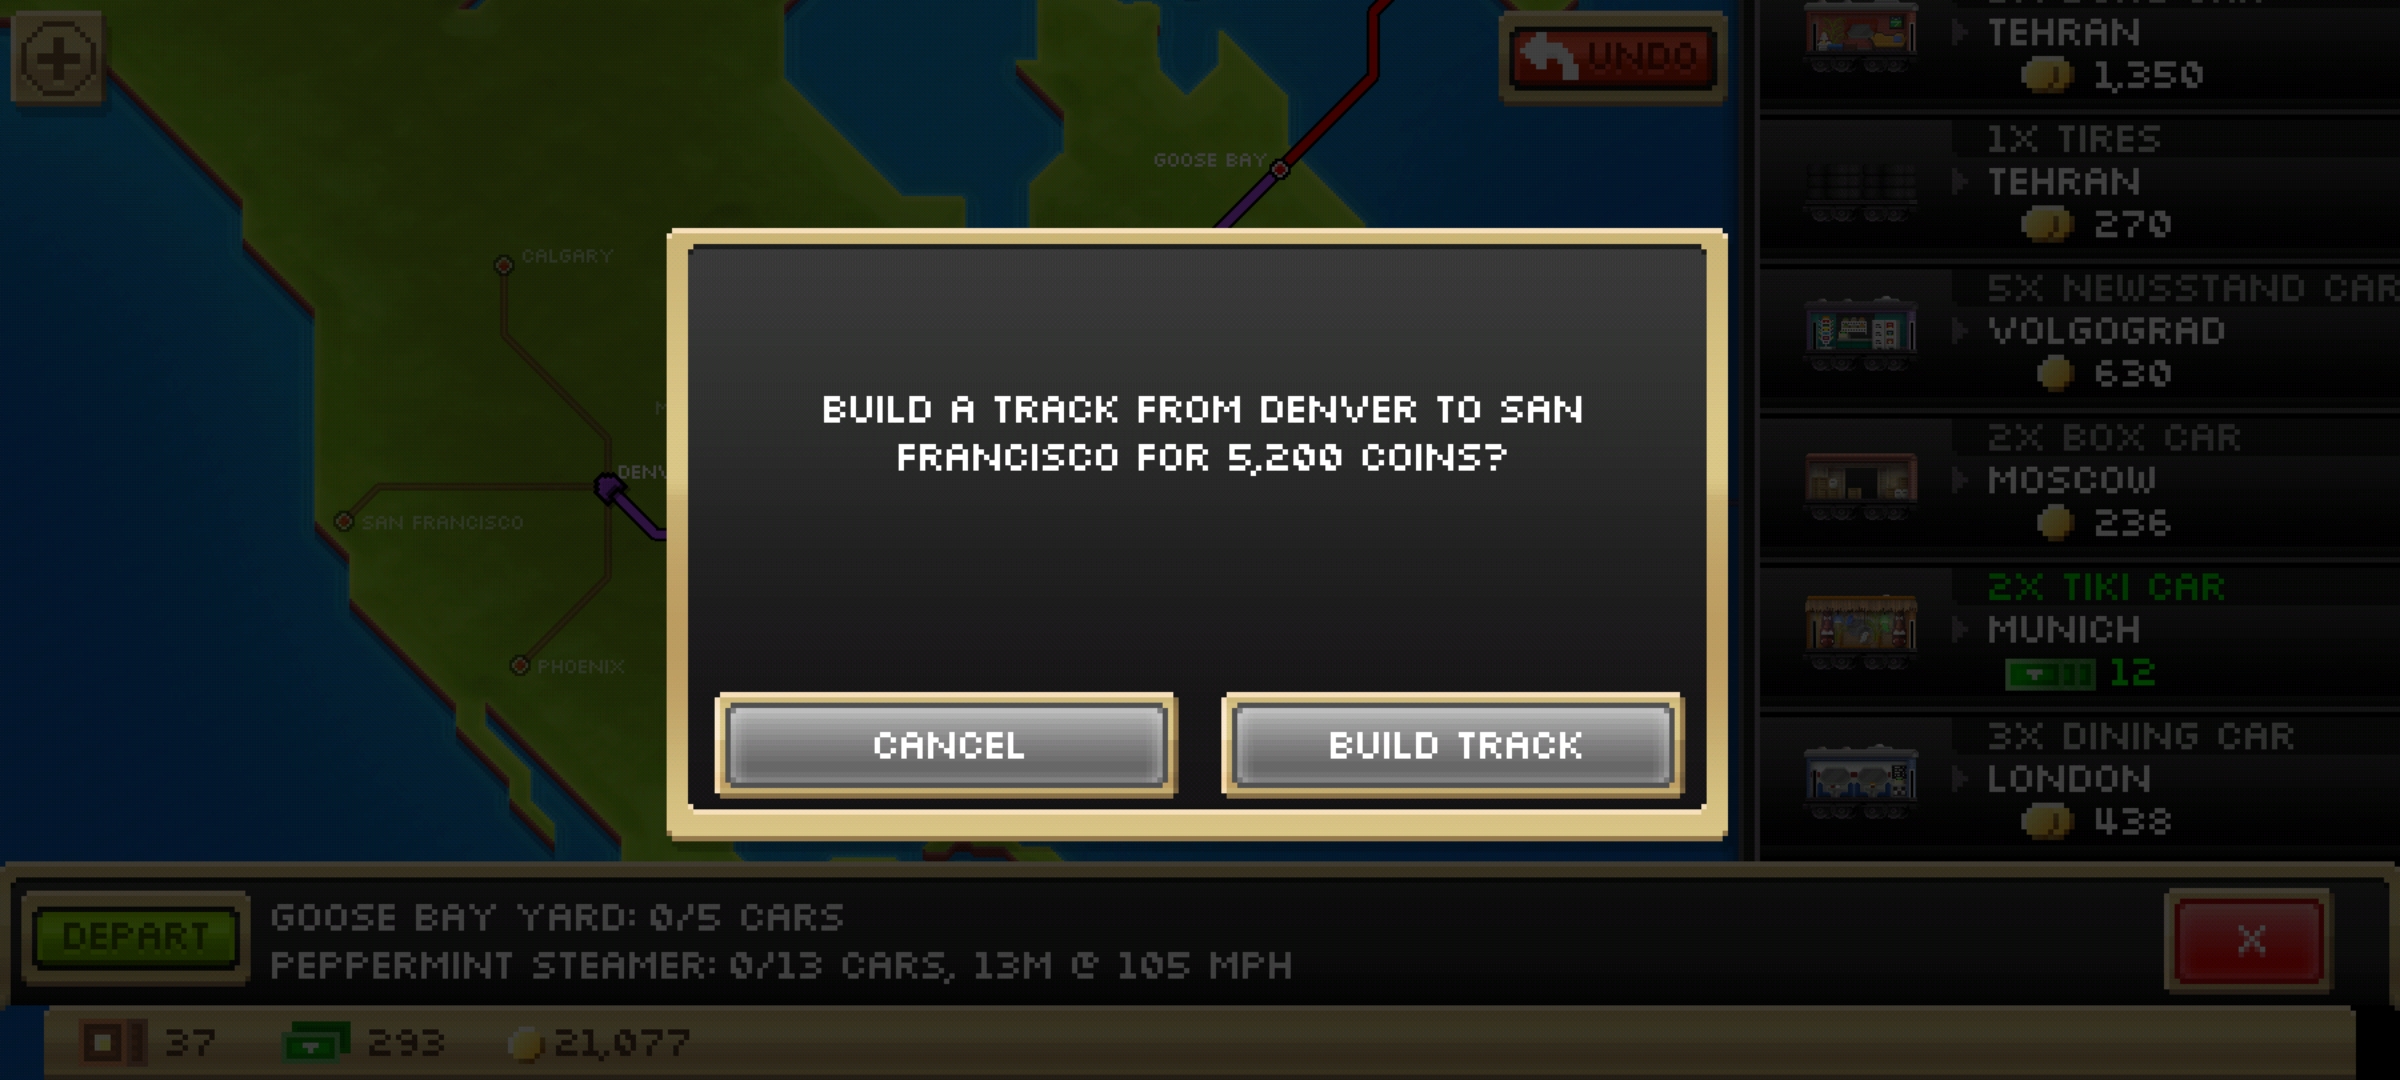 UNDO
GOOSE BAY
CALGARY
SAN FRANCISCO
PHOENIX
BUILD A TRACK FROM DENVER TO SAN
FRANCISCO FOR 5,200 COINS?
CANCEL
BUILD TRACK
TEHRAN
1,350
1X TIRES
TEHRAN
270
5X NEWSSTAND CAR
VOLGOGRAD
630
2X BOX CAR
MOSCOW
236
2X TIKI CAR
MUNICH
12
3X DINING CAR
LONDON
438
DEPART
GOOSE BAY YARD: 0/5 CARS
PEPPERMINT STEAMER: 0/13 CARS, 13M @ 105 MPH
X
37
293
21,077